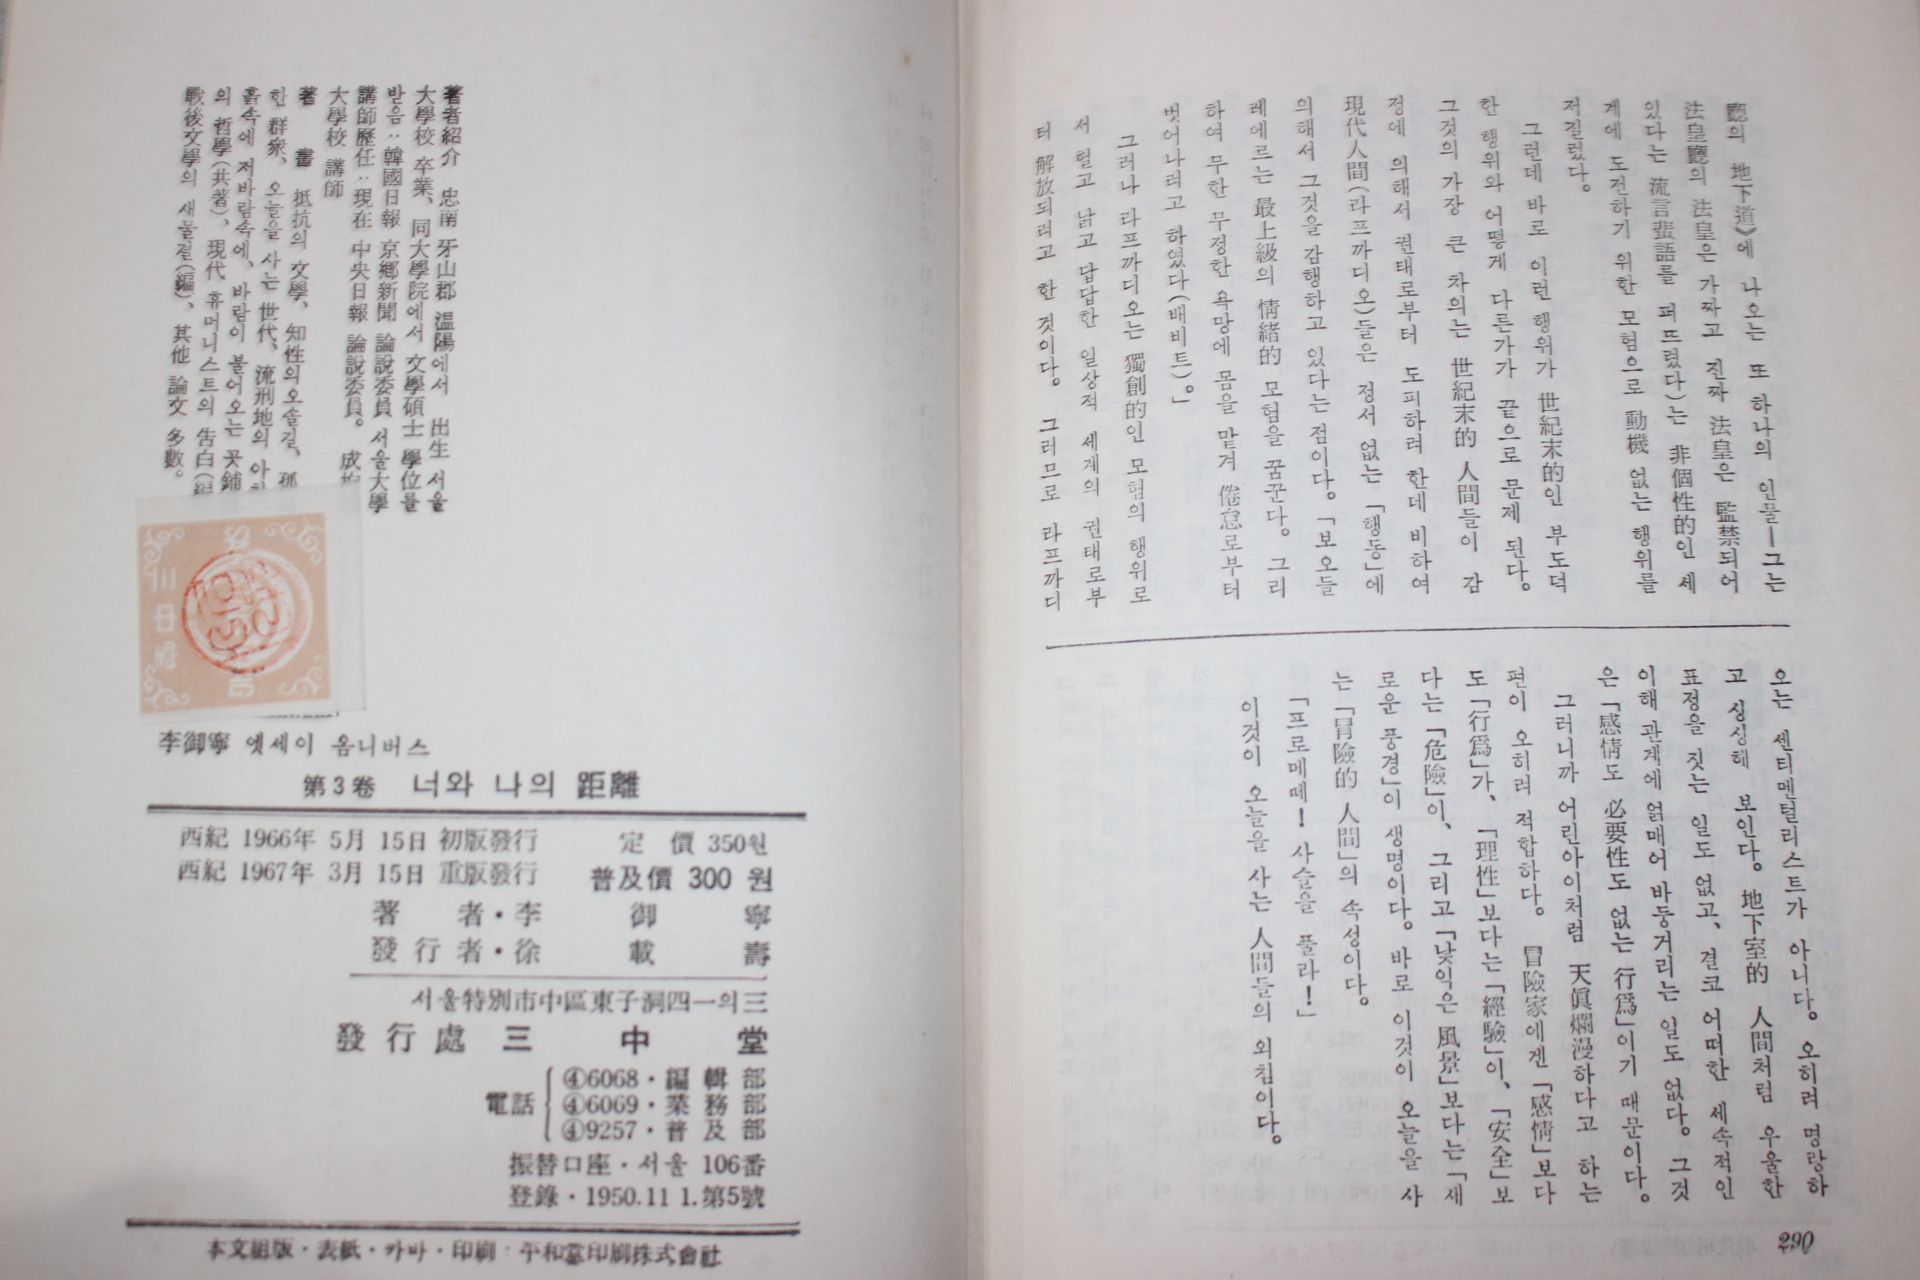 廳의 地下道》에 나오는 또 하나의 인물—그는
法皇廳의 法皇은 가짜고 진짜 法皇은 監禁되어
있다는 流言蜚語를 퍼뜨렸다)는 非個性的인 세
계에 도전하기 위한 모험으로 動機 없는 행위를
저질렀다。
그런데 바로 이런 행위가 世紀末的인 부도덕
한 행위와 어떻게 다른가가 끝으로 문제 된다。
그것의 가장 큰 차의는 世紀末的 人間들이 감
정에 의해서 권태로부터 도피하려 한데 비하여
現代人間(라프까디오)들은 정서 없는 「행동」에
의해서 그것을 감행하고 있다는 점이다。「보오들
레에르는 最上級의 情緒的 모험을 꿈꾼다。그리
하여 무한 무정한 욕망에 몸을 맡겨 倦怠로부터
벗어나려고 하였다(배비트)。」
그러나 라프까디오는 獨創的인 모험의 행위로
서 헐고 낡고 답답한 일상적 세계의 권태로부
터 解放되려고 한 것이다。 그러므로 라프까디
오는 센티멘털리스트가 아니다。오히려 명랑하
고 싱싱해 보인다。地下室的 人間처럼 우울한
표정을 짓는 일도 없고、결코 어떠한 세속적인
이해 관계에 얽매어 바둥거리는 일도 없다。그것
은 「感情도 必要性도 없는 行爲」이기 때문이다。
그러니까 어린아이처럼 天眞爛漫하다고 하는
편이 오히려 적합하다。 冒險家에겐 「感情」보다
도 「行爲」가、「理性」보다는 「經驗」이、「安全」보
다는 「危險」이、그리고 「낯익은 風景」보다는 「새
로운 풍경」이 생명이다。바로 이것이 오늘을 사
는 「冒險的 人間」의 속성이다。
「프로메떼! 사슬을 풀라!」
이것이 오늘을 사는 人間들의 외침이다。
290
著者紹介 忠南 牙山郡 溫陽에서 出生 서울
大學校 卒業、同大學院에서 文學碩士 學位를
받음‥韓國日報 京鄕新聞 論說委員 서울大學
講師歷任‥現在 中央日報 論說委員。 成均
大學校 講師
著 書 抵抗의 文學、知性의 오솔길、孤
한 群衆、오늘을 사는 世代、流刑地의 아
흙속에 저바람속에、바람이 불어오는 곳
의 哲學(共著)、現代 휴머니스트의 告白(編
戰後文學의 새물결(編)、其他 論文 多數。
李御寧 엣세이 옴니버스
第3卷 너와 나의 距離
西紀 1966年 5月 15日 初版發行 定 價 350원
西紀 1967年 3月 15日 重版發行 普及價 300 원
著 者・李 御 寧
發行者・徐 載 壽
서울特別市中區東子洞四一의三
發行處 三 中 堂
電話 ④6068・編輯部
④6069・業務部
④9257・普及部
振替口座・서울 106番
登錄・1950.11 1.第5號
本文組版・表紙・카바・印刷：平和堂印刷株式會社